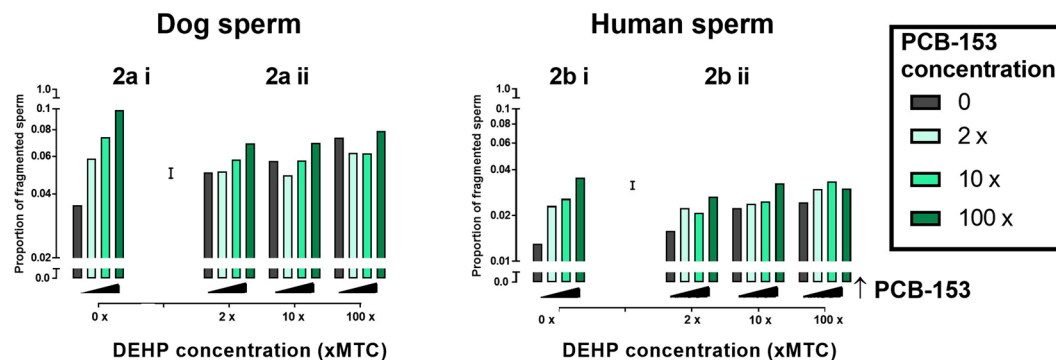 Dog sperm
2a i
2a ii
Proportion of fragmented sperm
1.0
0.1
0.08
0.06
0.04
0.02
0.0
0 x
2 x
10 x
100 x
DEHP concentration (xMTC)
Human sperm
2b i
2b ii
Proportion of fragmented sperm
1.0
0.1
0.08
0.06
0.04
0.02
0.01
0.0
0 x
2 x
10 x
100 x
DEHP concentration (xMTC)
↑ PCB-153
PCB-153
concentration
0
2 x
10 x
100 x